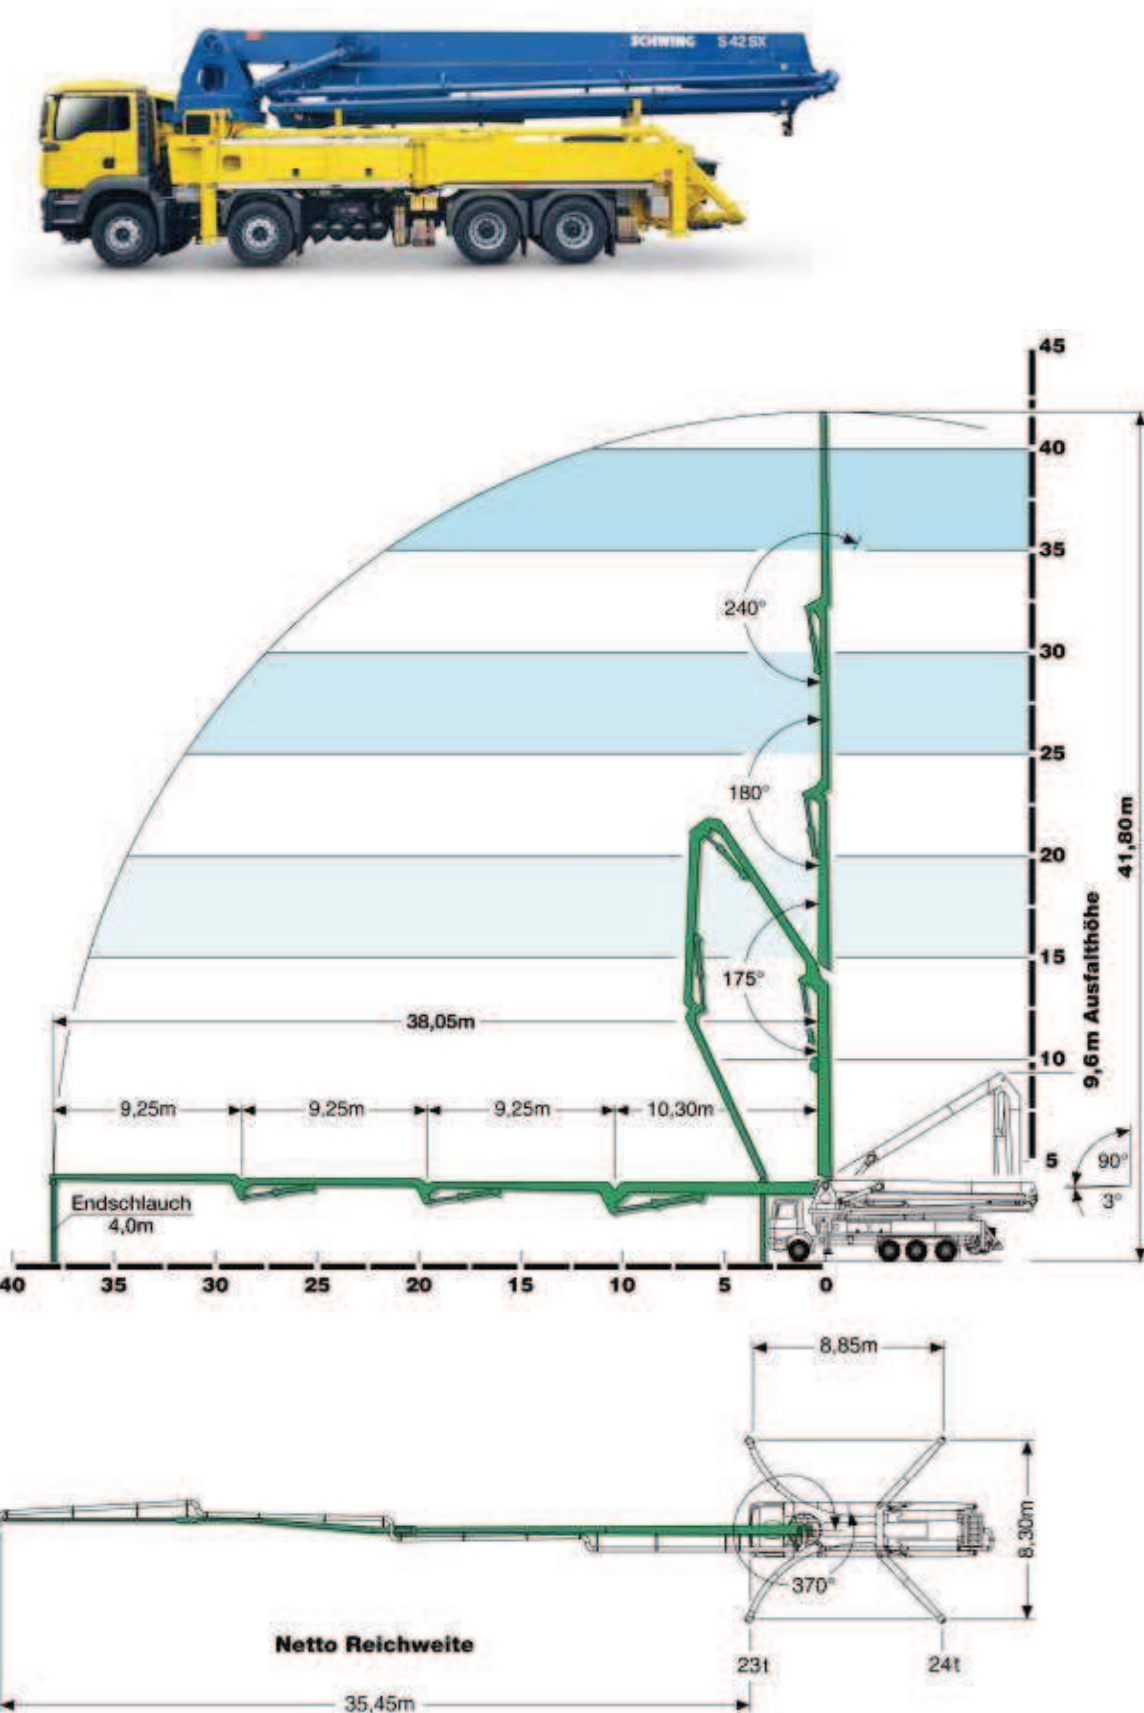 SCHWING S 42 SX
45
40
35
240°
30
25
180°
20
41,80m
15
175°
9,6m Ausfalthöhe
38,05m
10
9,25m 9,25m 9,25m 10,30m
5
90°
3°
Endschlauch
4,0m
40 35 30 25 20 15 10 5 0
8,85m
8,30m
370°
Netto Reichweite
23t 24t
35,45m